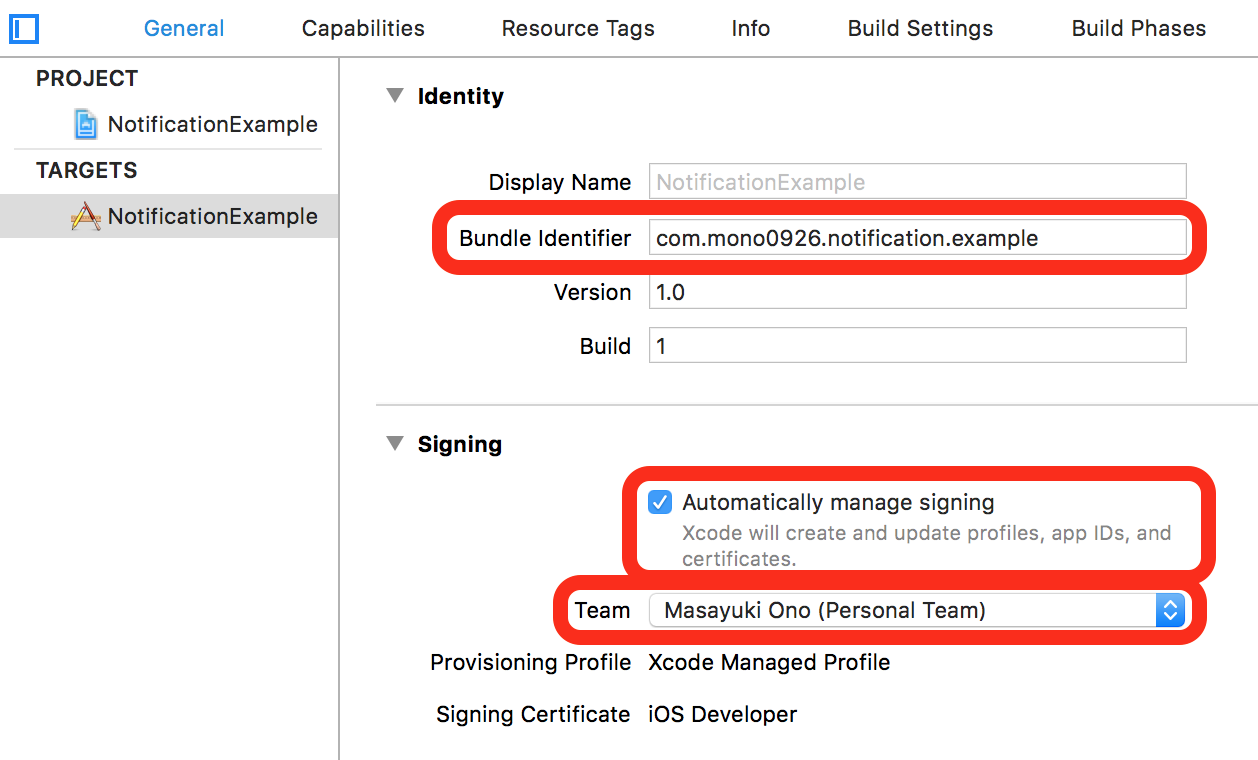 General Capabilities Resource Tags Info Build Settings Build Phases
PROJECT
NotificationExample
TARGETS
NotificationExample
Identity
Display Name NotificationExample
Bundle Identifier com.mono0926.notification.example
Version 1.0
Build 1
Signing
Automatically manage signing
Xcode will create and update profiles, app IDs, and
certificates.
Team Masayuki Ono (Personal Team)
Provisioning Profile Xcode Managed Profile
Signing Certificate iOS Developer